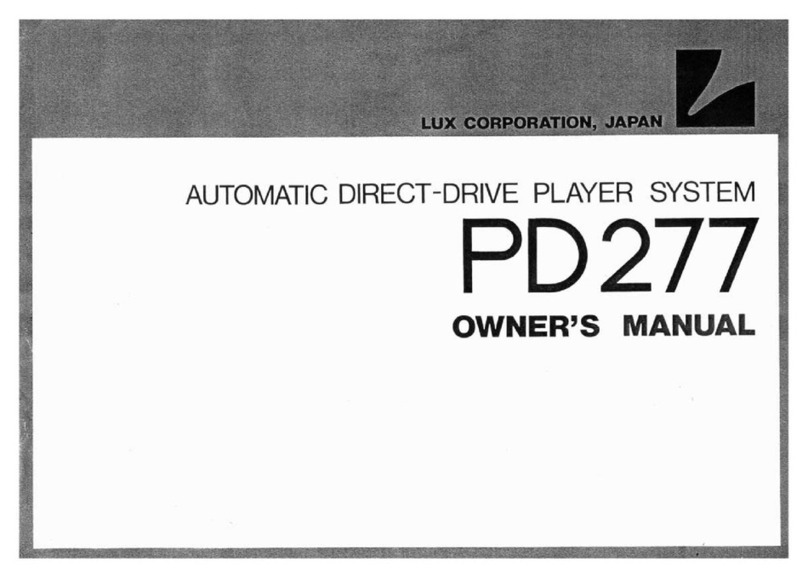 LUX CORPORATION, JAPAN
AUTOMATIC DIRECT-DRIVE PLAYER SYSTEM
PD277
OWNER'S MANUAL